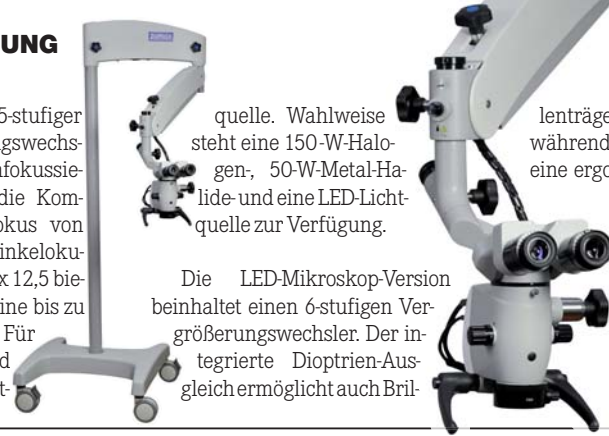 UNG
5-stufiger
gswechs-
nfokussie-
die Kom-
okus von
inkeloku-
x 12,5 bie-
ine bis zu
Für
d
t-
quelle. Wahlweise
steht eine 150-W-Halo-
gen-, 50-W-Metal-Ha-
lide- und eine LED-Licht-
quelle zur Verfügung.
Die LED-Mikroskop-Version
beinhaltet einen 6-stufigen Ver-
größerungswechsler. Der in-
tegrierte Dioptrien-Aus-
gleich ermöglicht auch Bril-
lenträge
während
eine ergo